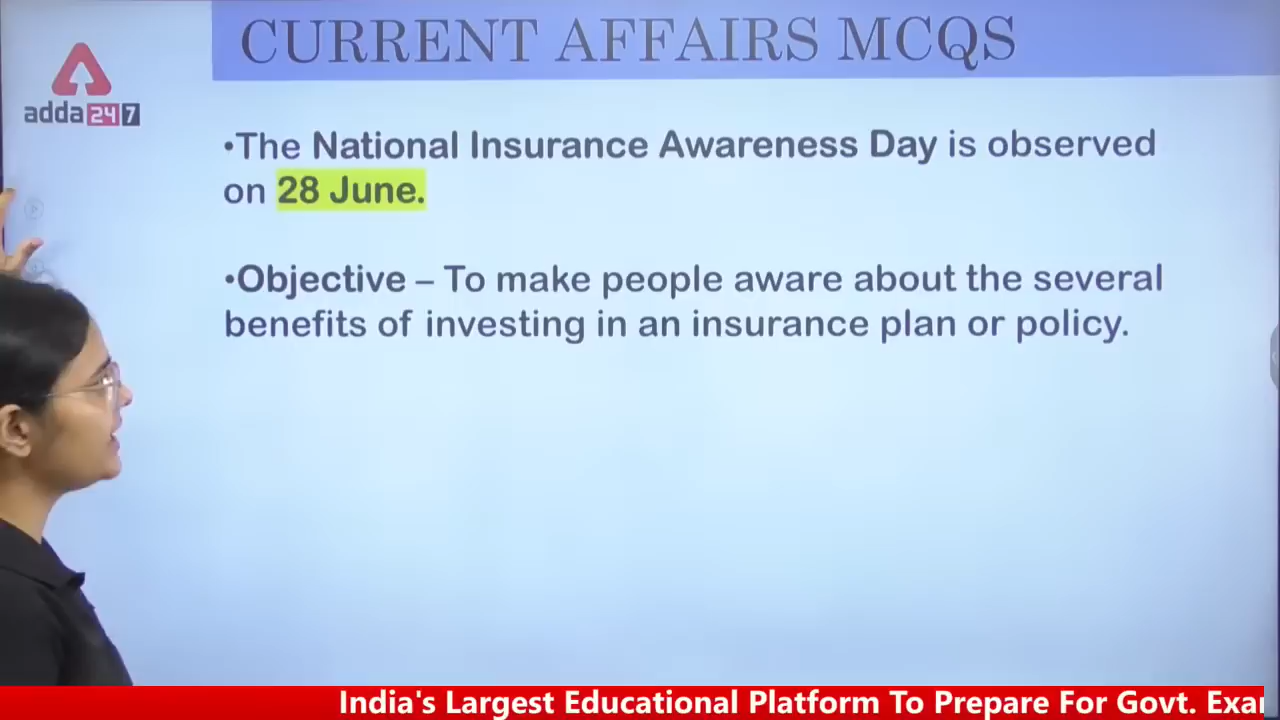 CURRENT AFFAIRS MCQS
adda247
•The National Insurance Awareness Day is observed
on 28 June.
•Objective – To make people aware about the several
benefits of investing in an insurance plan or policy.
India's Largest Educational Platform To Prepare For Govt. Exa